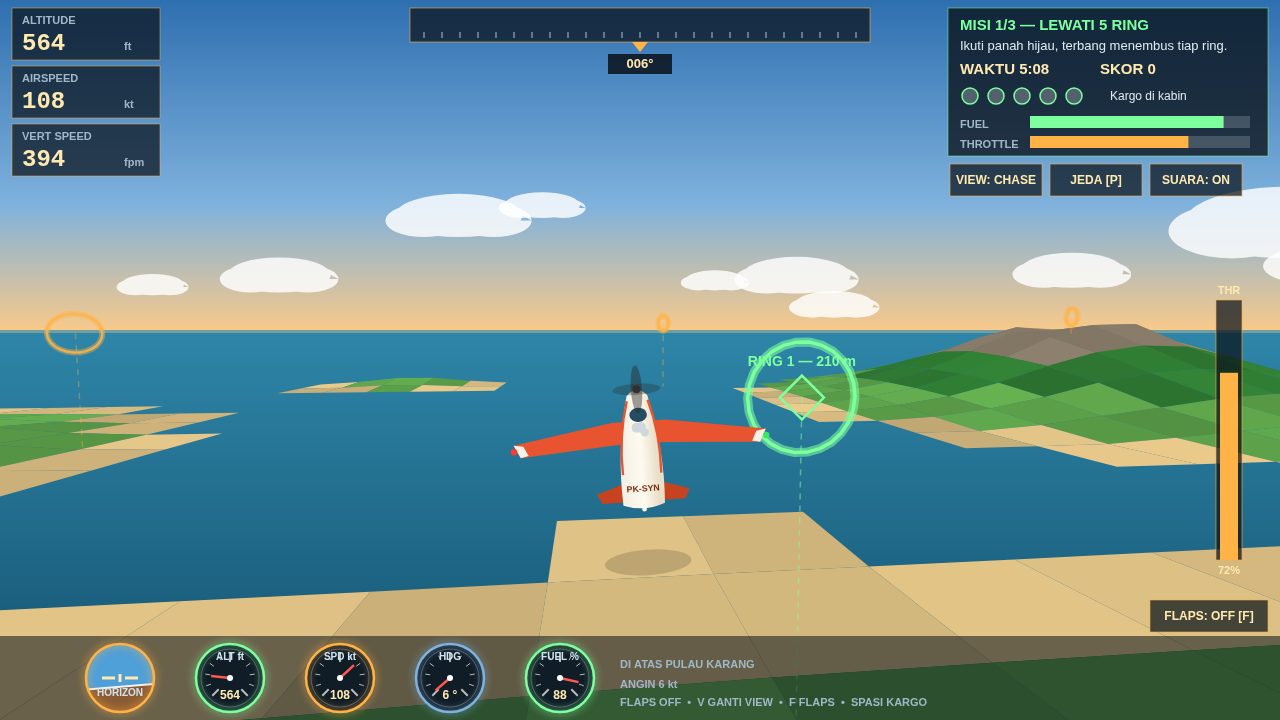 ALTITUDE
564 ft
AIRSPEED
108 kt
VERT SPEED
394 fpm
006°
MISI 1/3 — LEWATI 5 RING
Ikuti panah hijau, terbang menembus tiap ring.
WAKTU 5:08 SKOR 0
Kargo di kabin
FUEL
THROTTLE
VIEW: CHASE JEDA [P] SUARA: ON
THR
RING 1 — 210 m
PK-SYN
72%
FLAPS: OFF [F]
HORIZON
ALT ft
564
SPD kt
108
HDG
6 °
FUEL %
88
DI ATAS PULAU KARANG
ANGIN 6 kt
FLAPS OFF • V GANTI VIEW • F FLAPS • SPASI KARGO